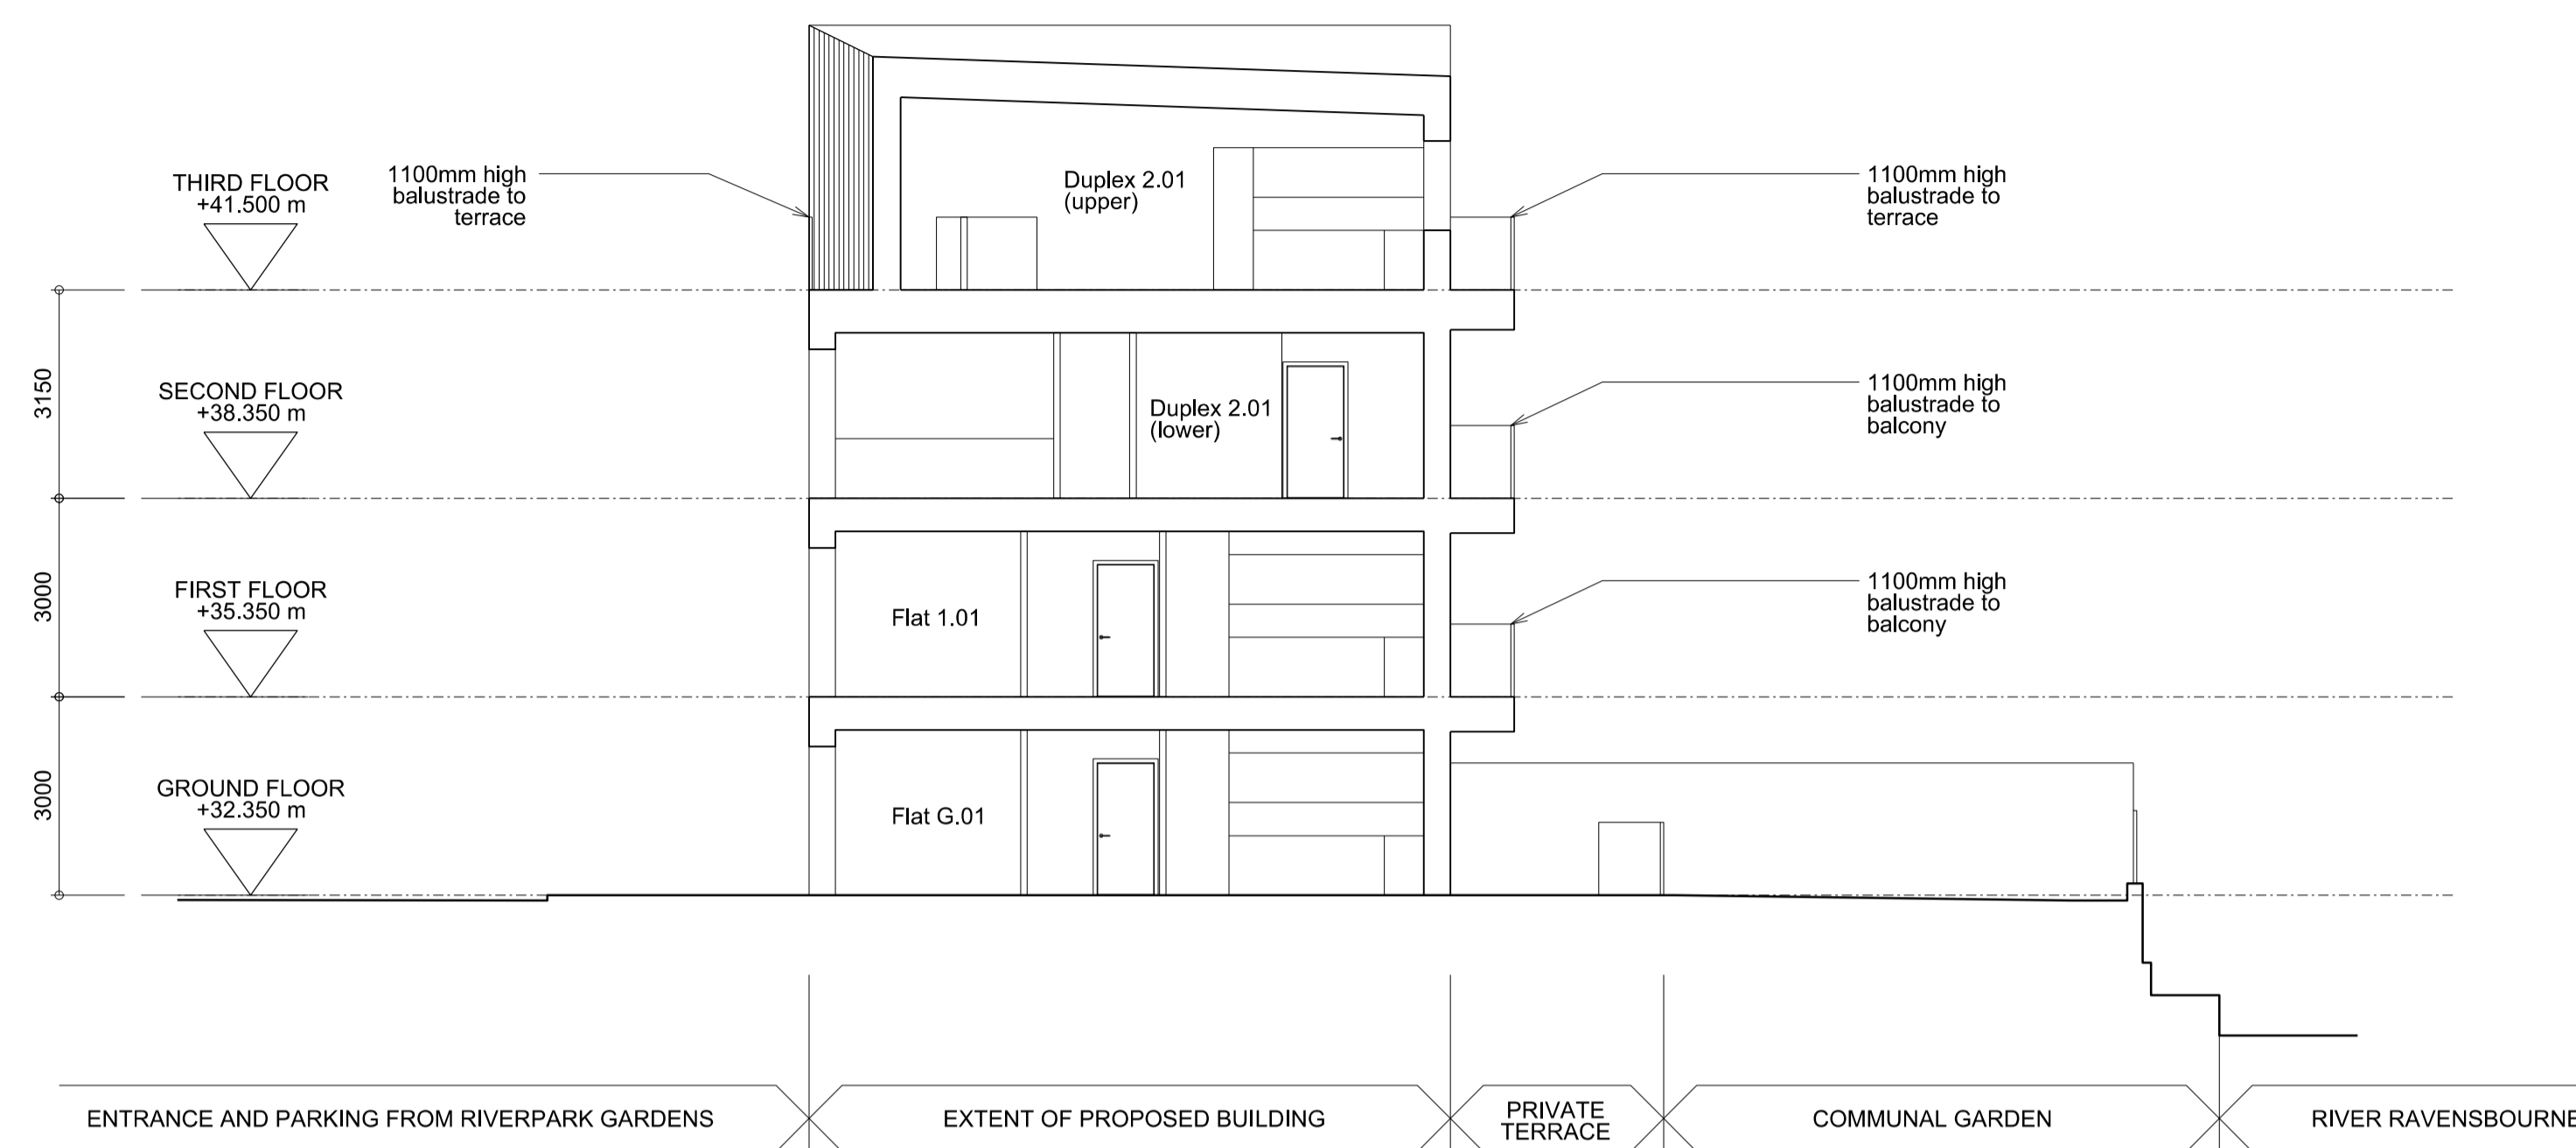 THIRD FLOOR
+41.500 m
1100mm high
balustrade to
terrace
Duplex 2.01
(upper)
1100mm high
balustrade to
terrace
3150
SECOND FLOOR
+38.350 m
Duplex 2.01
(lower)
1100mm high
balustrade to
balcony
3000
FIRST FLOOR
+35.350 m
Flat 1.01
1100mm high
balustrade to
balcony
3000
GROUND FLOOR
+32.350 m
Flat G.01
ENTRANCE AND PARKING FROM RIVERPARK GARDENS
EXTENT OF PROPOSED BUILDING
PRIVATE
TERRACE
COMMUNAL GARDEN
RIVER RAVENSBOURNE